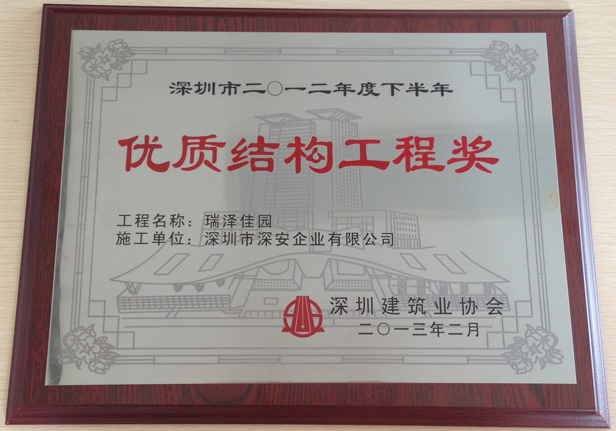 深圳市二〇一二年度下半年
优质结构工程奖
工程名称：瑞泽佳园
施工单位：深圳市深安企业有限公司
深圳建筑业协会
二〇一三年二月